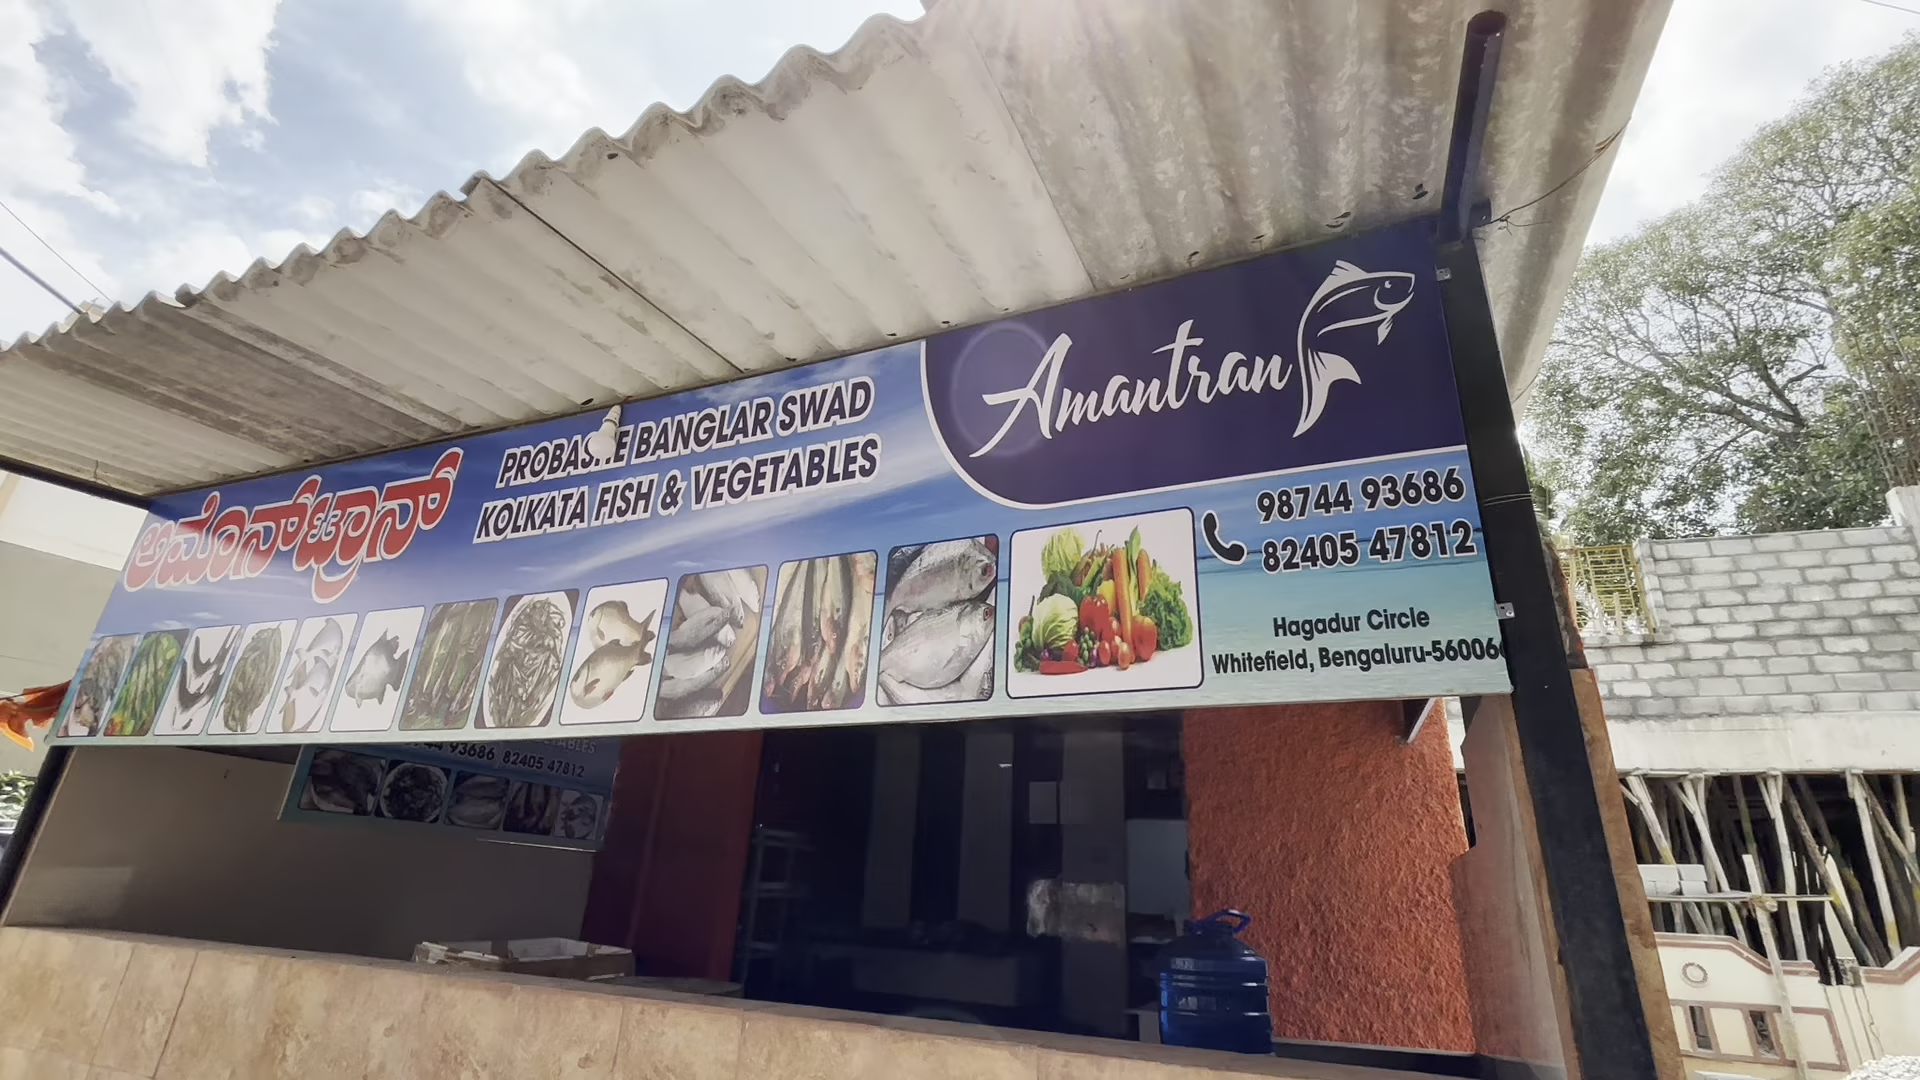 ಅಮೊನ್ಟ್ರಾನ್
PROBASHE BANGLAR SWAD
KOLKATA FISH & VEGETABLES
Amantran
98744 93686
82405 47812
Hagadur Circle
Whitefield, Bengaluru-56006
93686 82405 47812